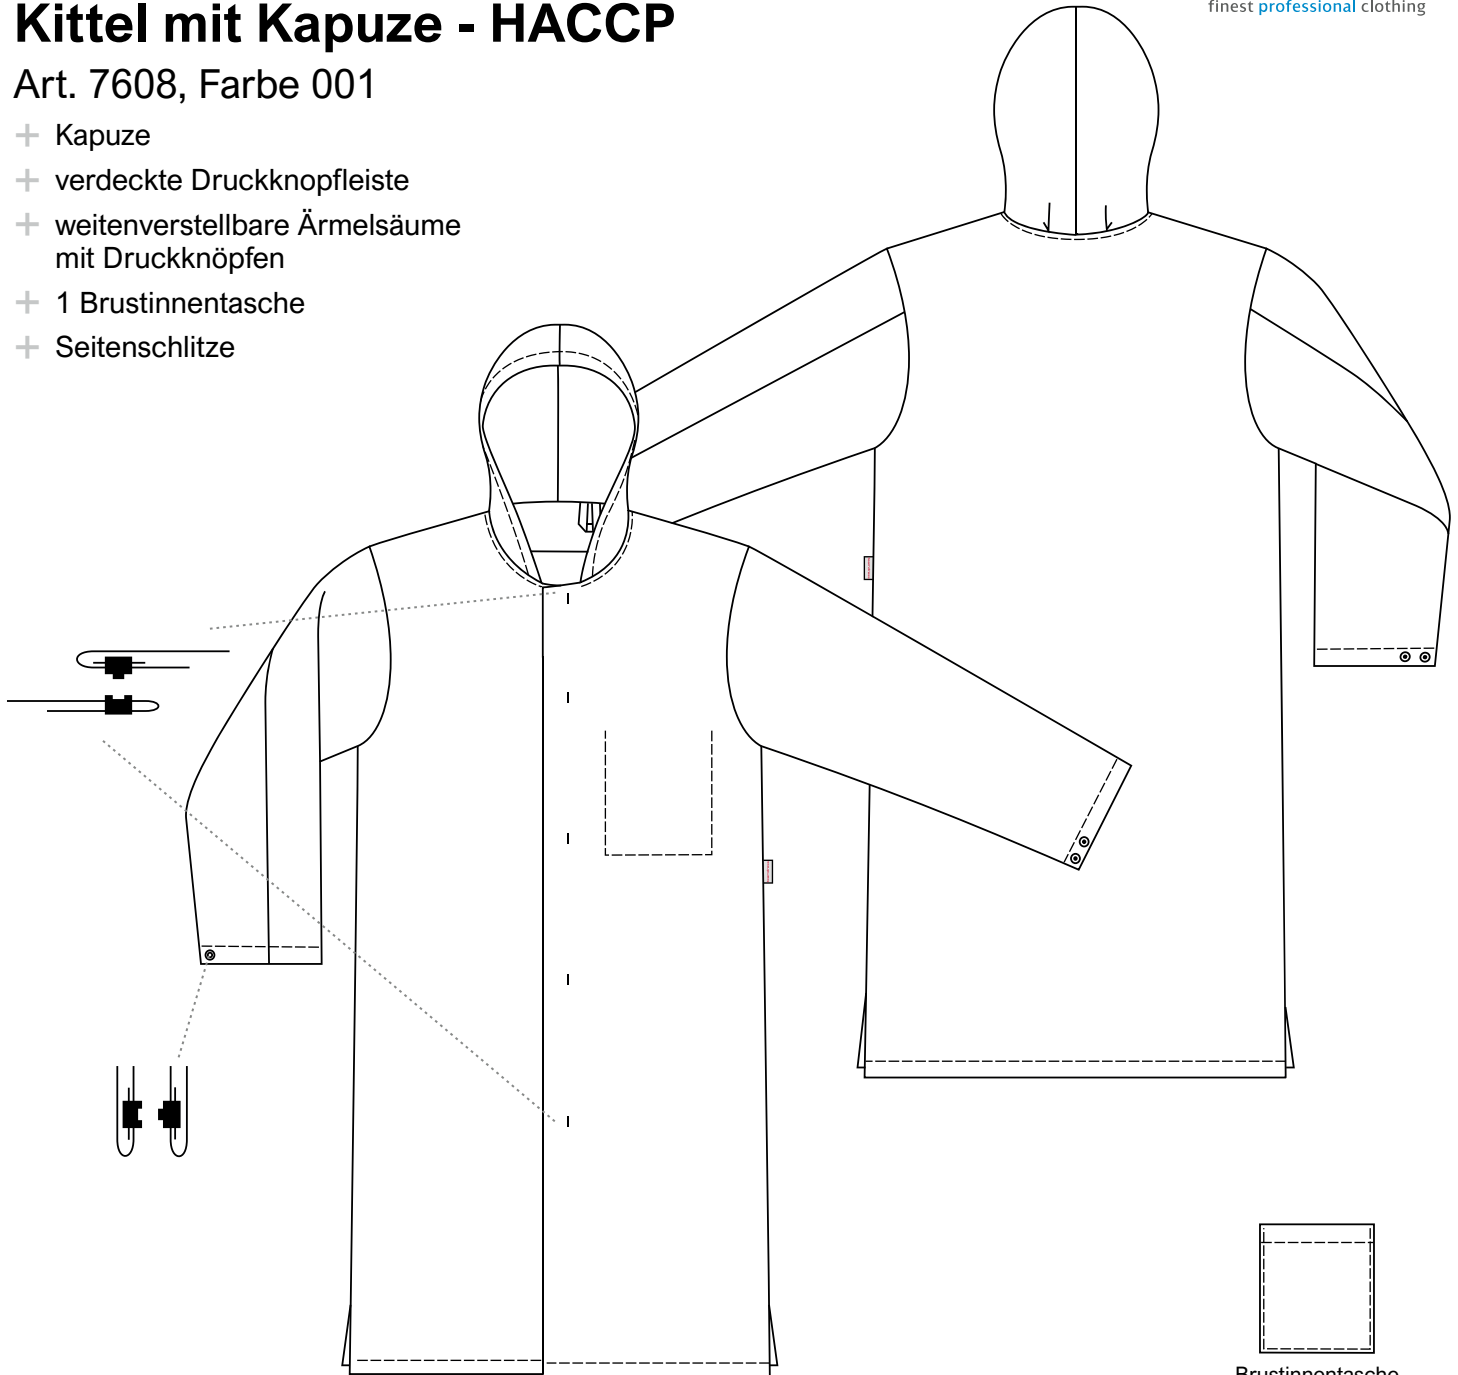 finest professional clothing
Kittel mit Kapuze - HACCP
Art. 7608, Farbe 001
Kapuze
verdeckte Druckknopfleiste
weitenverstellbare Ärmelsäume
mit Druckknöpfen
1 Brustinnentasche
Seitenschlitze
Brustinnentasche